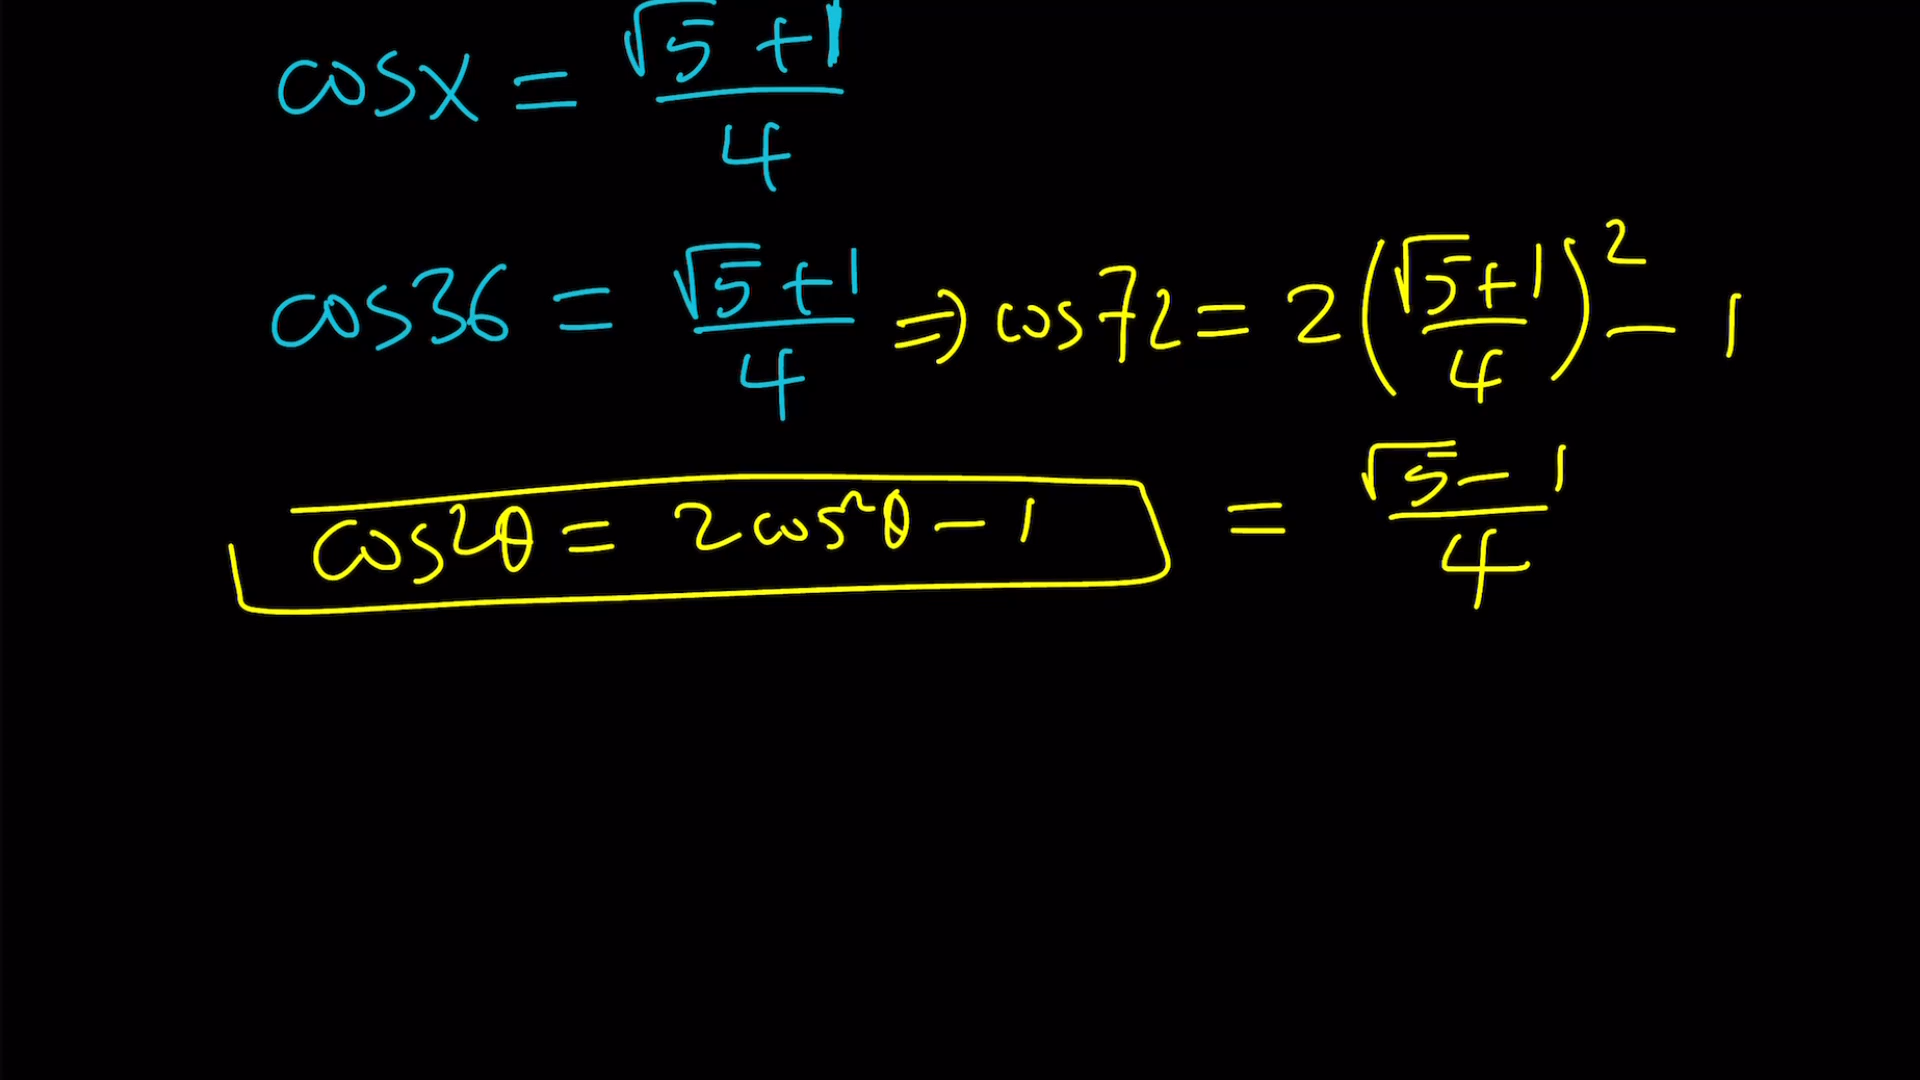 cosx = (√5 + 1)/4
cos36 = (√5 + 1)/4 ⇒ cos72 = 2((√5 + 1)/4)² − 1
cos2θ = 2cos²θ − 1 = (√5 − 1)/4